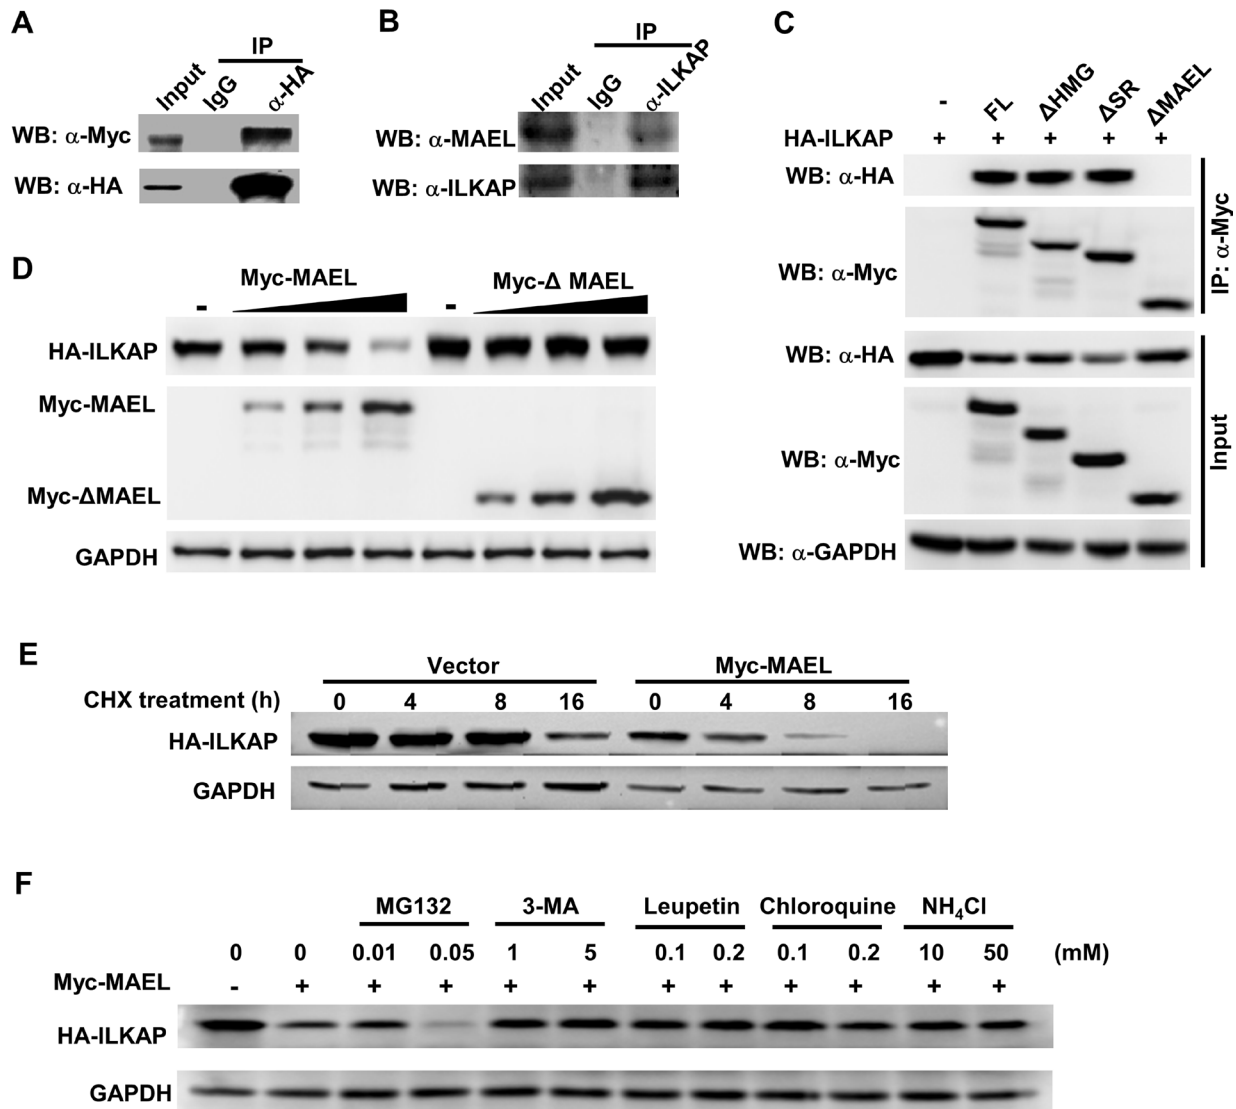 A
IP
Input IgG α-HA
WB: α-Myc
WB: α-HA
B
IP
Input IgG α-ILKAP
WB: α-MAEL
WB: α-ILKAP
C
- FL ΔHMG ΔSR ΔMAEL
HA-ILKAP + + + + +
WB: α-HA
WB: α-Myc
IP: α-Myc
WB: α-HA
WB: α-Myc
WB: α-GAPDH
Input
D
Myc-MAEL Myc-Δ MAEL
- -
HA-ILKAP
Myc-MAEL
Myc-ΔMAEL
GAPDH
E
Vector Myc-MAEL
CHX treatment (h) 0 4 8 16 0 4 8 16
HA-ILKAP
GAPDH
F
MG132 3-MA Leupetin Chloroquine NH₄Cl
0 0 0.01 0.05 1 5 0.1 0.2 0.1 0.2 10 50 (mM)
Myc-MAEL - + + + + + + + + + + +
HA-ILKAP
GAPDH